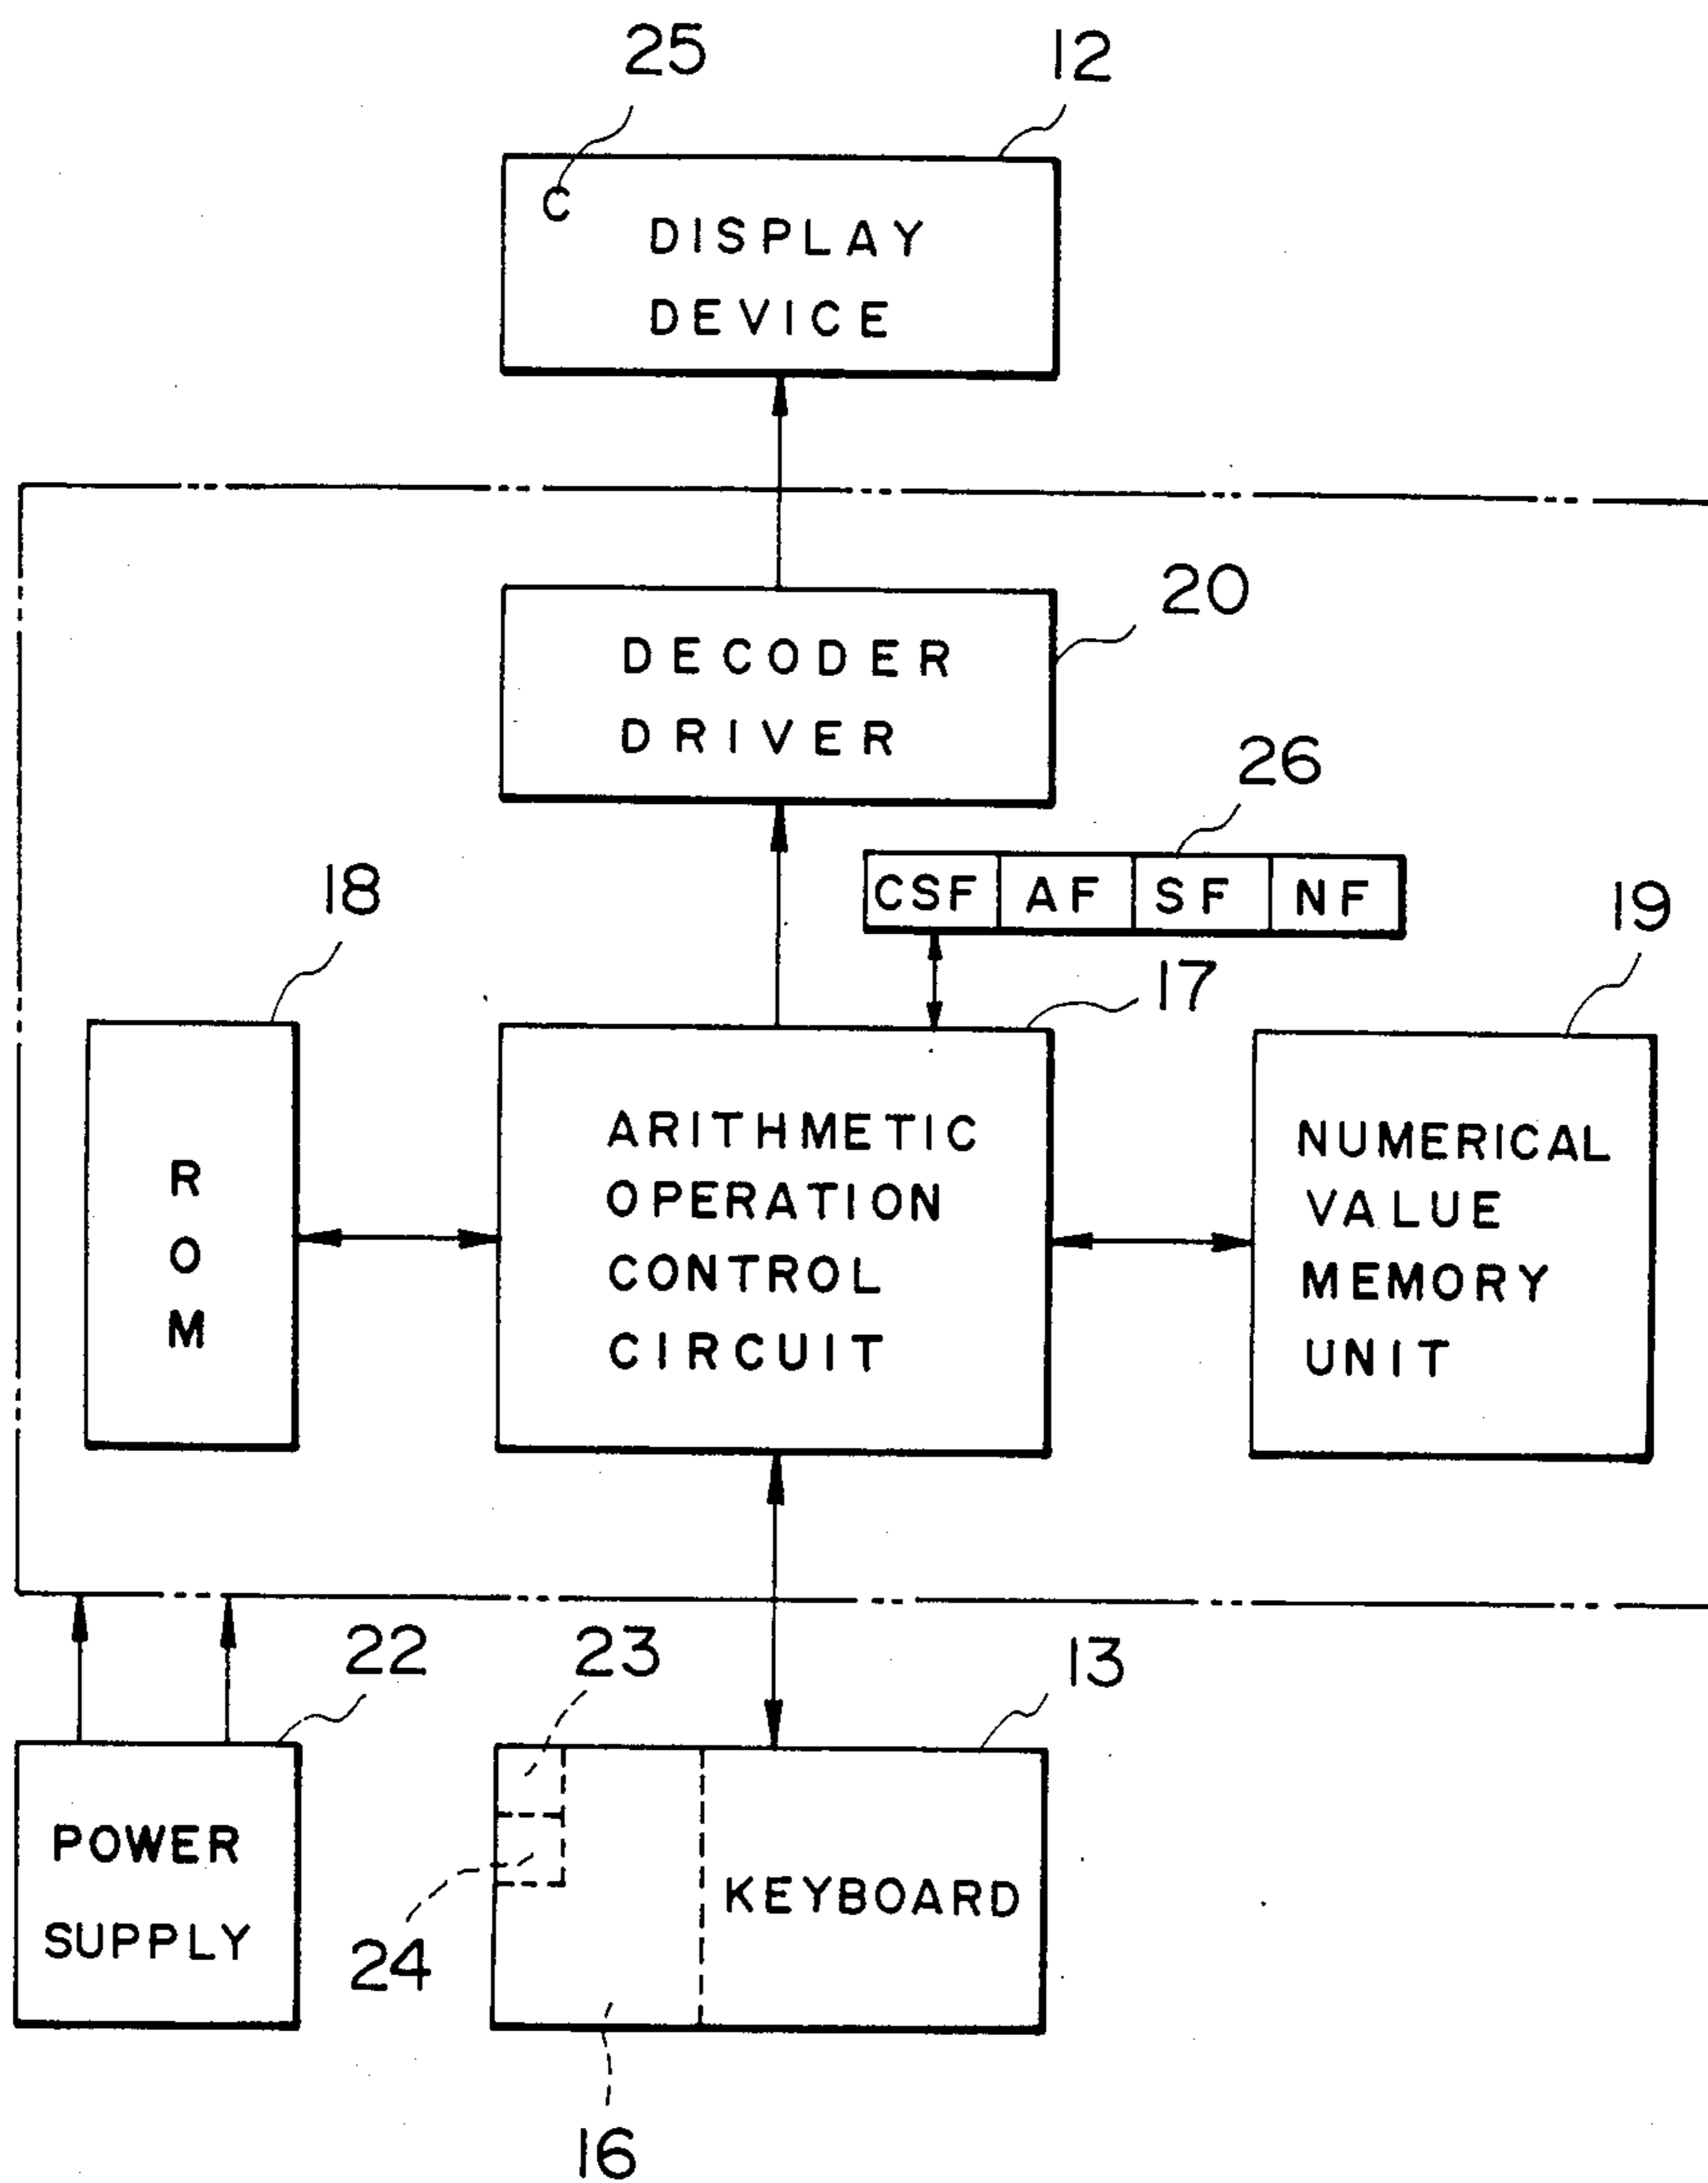 25
12
C
DISPLAY
DEVICE
20
DECODER
DRIVER
26
CSF AF SF NF
18
19
17
ROM
ARITHMETIC
OPERATION
CONTROL
CIRCUIT
NUMERICAL
VALUE
MEMORY
UNIT
22
23
13
POWER
SUPPLY
24
KEYBOARD
16